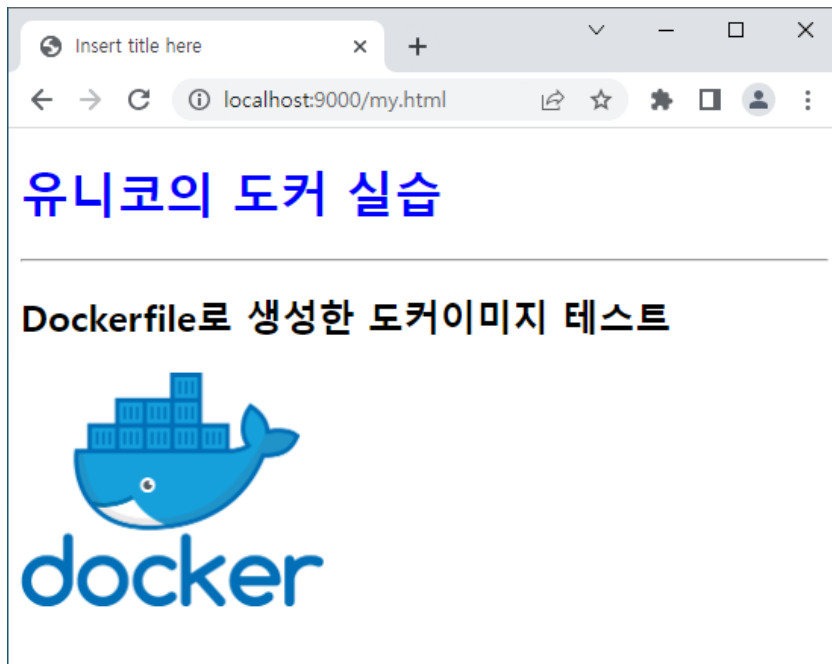 Insert title here
localhost:9000/my.html
유니코의 도커 실습
Dockerfile로 생성한 도커이미지 테스트
docker